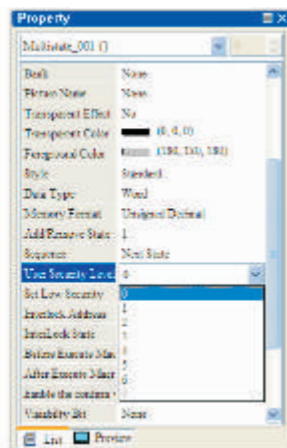 Property
Multistate_001 ()
Bank None
Picture Name None
Transparent Effect No
Transparent Color (0, 0, 0)
Foreground Color
Style Standard
Data Type Word
Memory Format Unsigned Decimal
Add/Remove State 1
Sequence Next State
User Security Level 0
Set Low Security 0
Interlock Address 1
InterLock State 2
3
Before Execute Mac 4
After Execute Macr 5
Enable the confirm 6
7
Visibility Bit None
List Preview